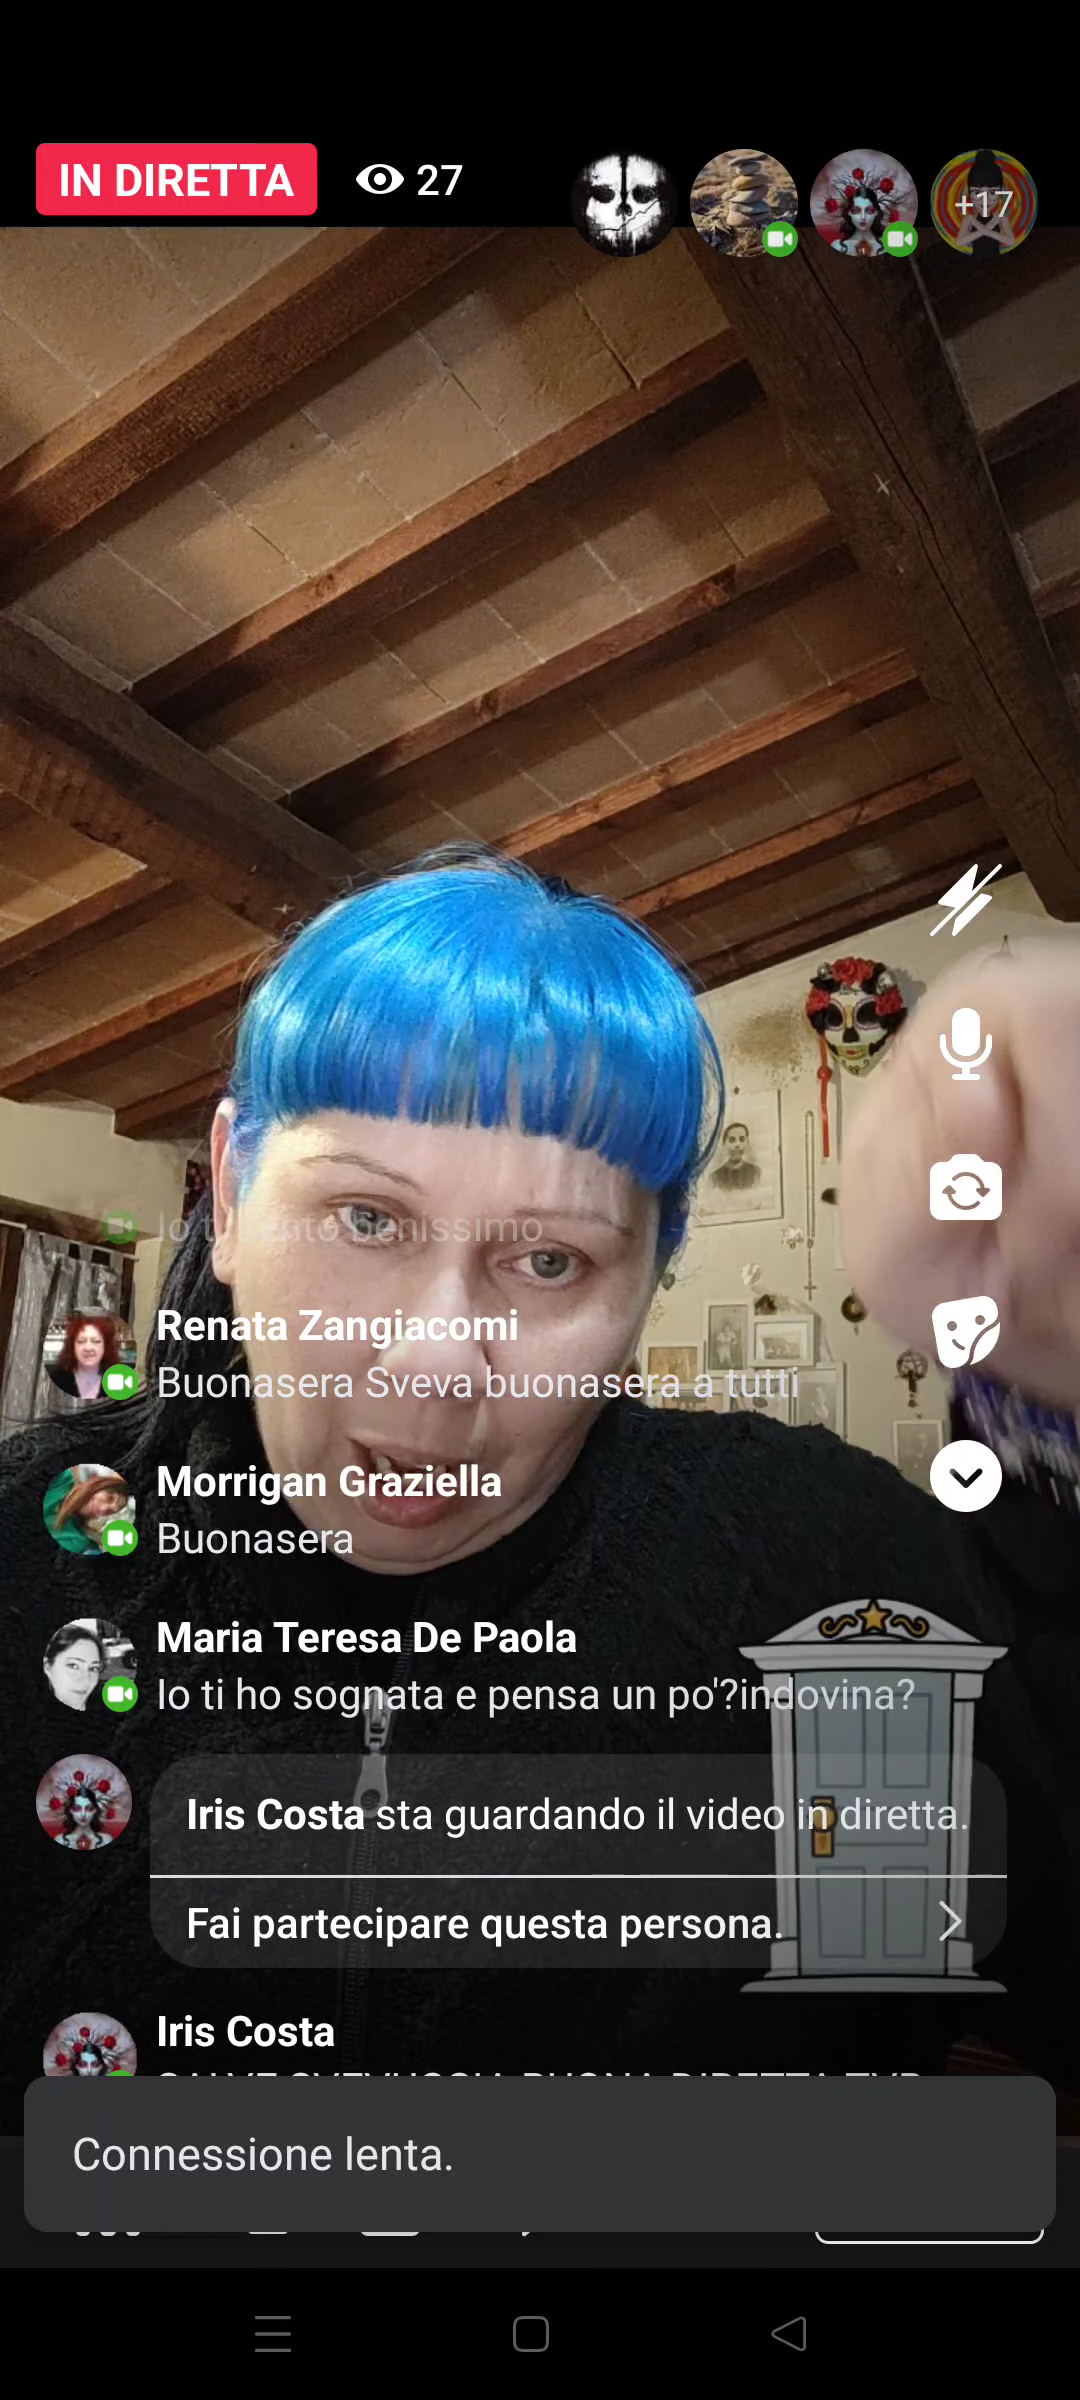 IN DIRETTA
27
+17
benissimo
Renata Zangiacomi
Buonasera Sveva buonasera a tutti
Morrigan Graziella
Buonasera
Maria Teresa De Paola
Io ti ho sognata e pensa un po'?indovina?
Iris Costa sta guardando il video in diretta.
Fai partecipare questa persona.
Iris Costa
Connessione lenta.